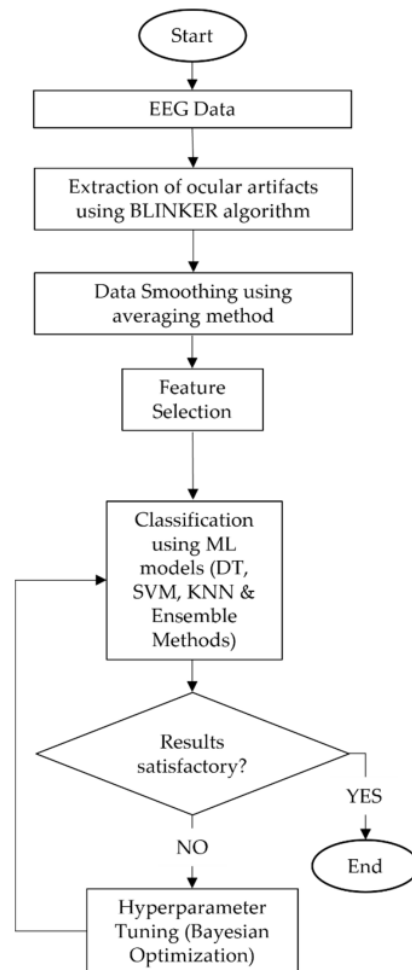 Start
EEG Data
Extraction of ocular artifacts
using BLINKER algorithm
Data Smoothing using
averaging method
Feature
Selection
Classification
using ML
models (DT,
SVM, KNN &
Ensemble
Methods)
Results
satisfactory?
YES
NO
End
Hyperparameter
Tuning (Bayesian
Optimization)